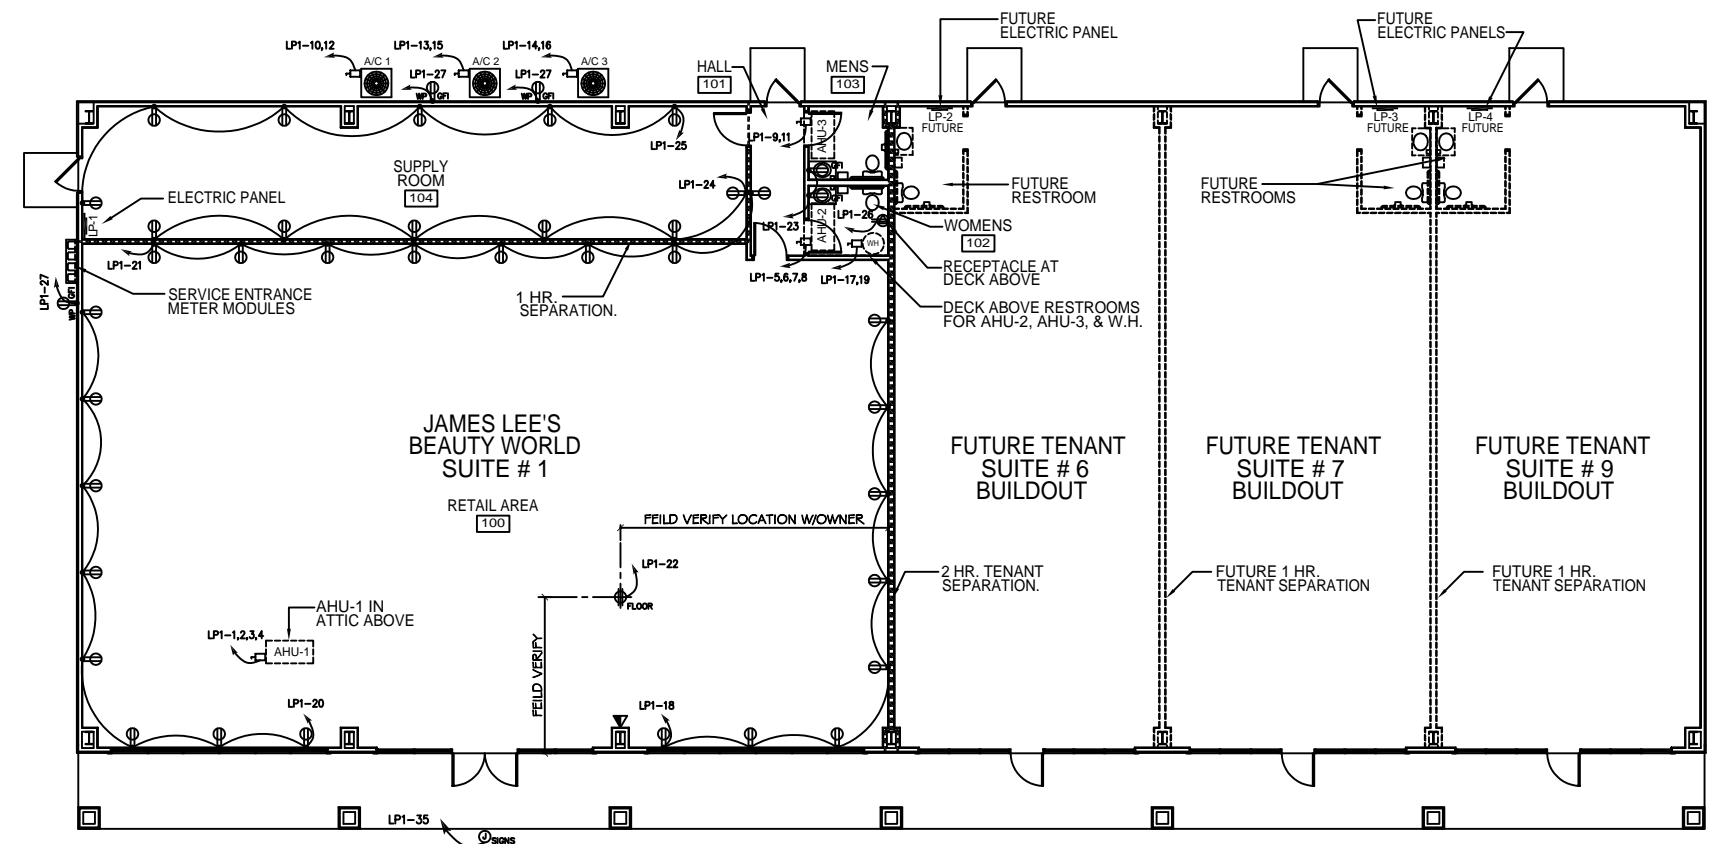 FUTURE
ELECTRIC PANEL
FUTURE
ELECTRIC PANELS
LP1-10,12
LP1-13,15
LP1-14,16
A/C 1
A/C 2
A/C 3
LP1-27
LP1-27
WP
GFI
WP
GFI
HALL
101
MENS
103
LP-2
FUTURE
LP-3
FUTURE
LP-4
FUTURE
LP1-9,11
AHU-3
LP1-25
SUPPLY
ROOM
104
GFI
LP1-24
ELECTRIC PANEL
LP-1
FUTURE
RESTROOM
FUTURE
RESTROOMS
GFI
LP1-26
LP1-23
AHU-2
WOMENS
102
WH
LP1-21
LP1-5,6,7,8
LP1-17,19
RECEPTACLE AT
DECK ABOVE
LP1-27
GFI
WP
SERVICE ENTRANCE
METER MODULES
1 HR.
SEPARATION.
DECK ABOVE RESTROOMS
FOR AHU-2, AHU-3, & W.H.
JAMES LEE'S
BEAUTY WORLD
SUITE # 1
RETAIL AREA
100
FUTURE TENANT
SUITE # 6
BUILDOUT
FUTURE TENANT
SUITE # 7
BUILDOUT
FUTURE TENANT
SUITE # 9
BUILDOUT
FEILD VERIFY LOCATION W/OWNER
LP1-22
FLOOR
2 HR. TENANT
SEPARATION.
FUTURE 1 HR.
TENANT SEPARATION
FUTURE 1 HR.
TENANT SEPARATION
AHU-1 IN
ATTIC ABOVE
LP1-1,2,3,4
AHU-1
FEILD VERIFY
LP1-20
LP1-18
LP1-35
J
SIGNS